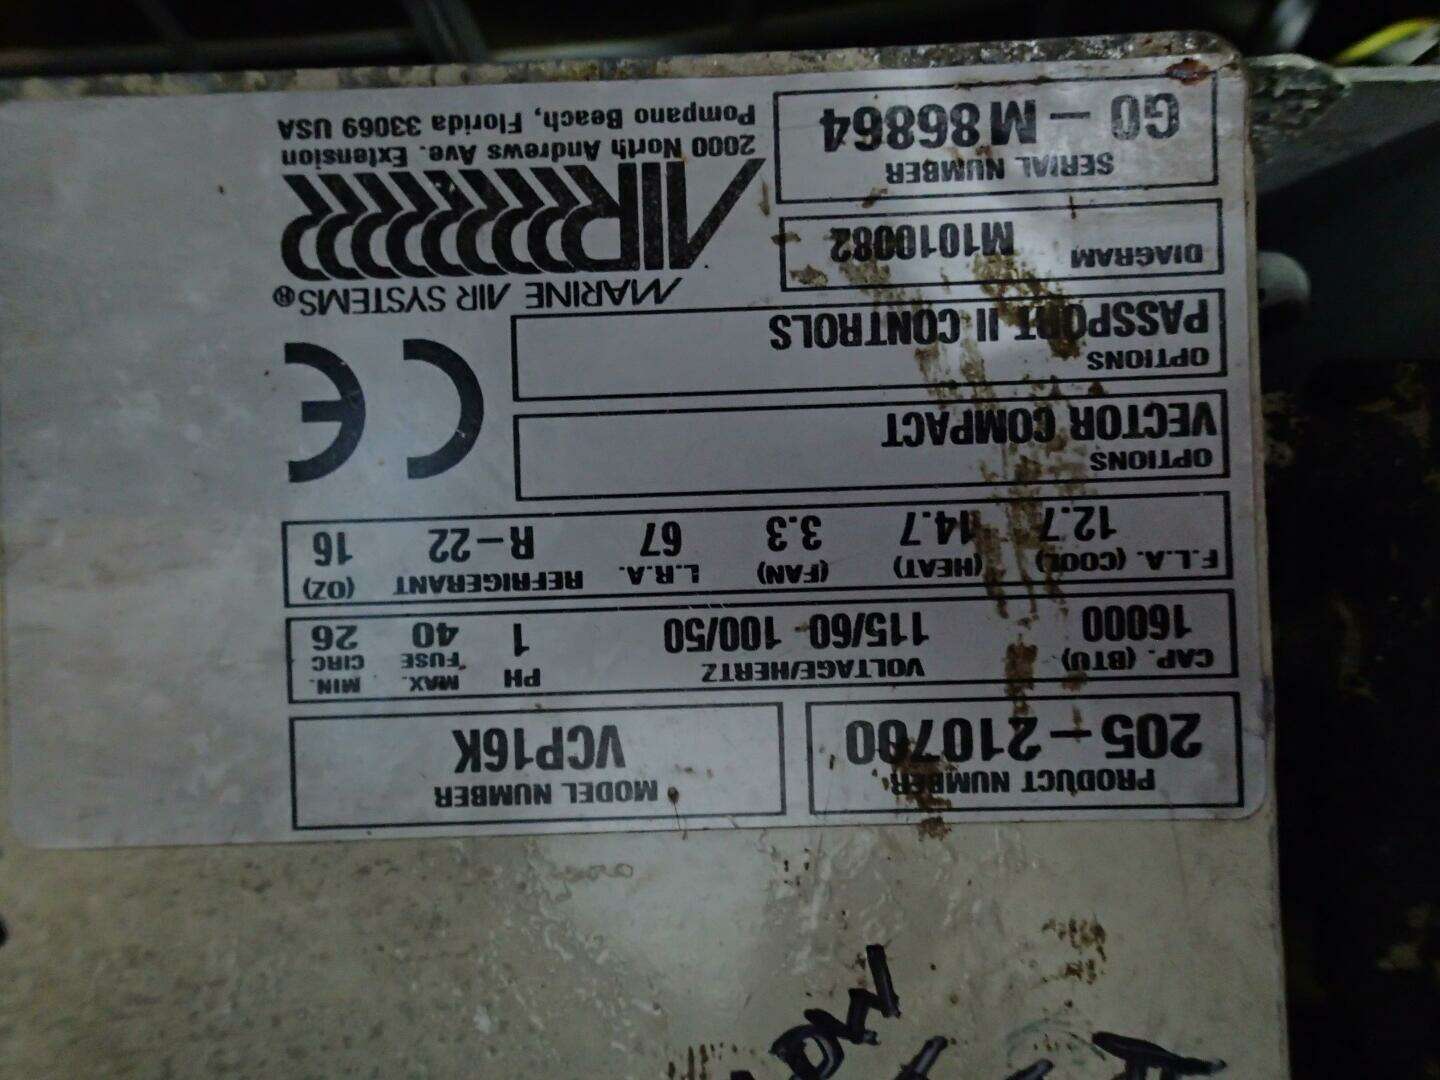 PRODUCT NUMBER
205-210700
MODEL NUMBER
VCP16K
CAP. (BTU) VOLTAGE/HERTZ PH MAX. FUSE MIN. CIRC
16000 115/60 100/50 1 40 26
F.L.A. (COOL) (HEAT) (FAN) L.R.A. REFRIGERANT (OZ)
12.7 14.7 3.3 67 R-22 16
OPTIONS
VECTOR COMPACT
OPTIONS
PASSPORT II CONTROLS
CE
DIAGRAM M1010082
SERIAL NUMBER
G0-M86864
MARINE AIR SYSTEMS®
AIR
2000 North Andrews Ave. Extension
Pompano Beach, Florida 33069 USA